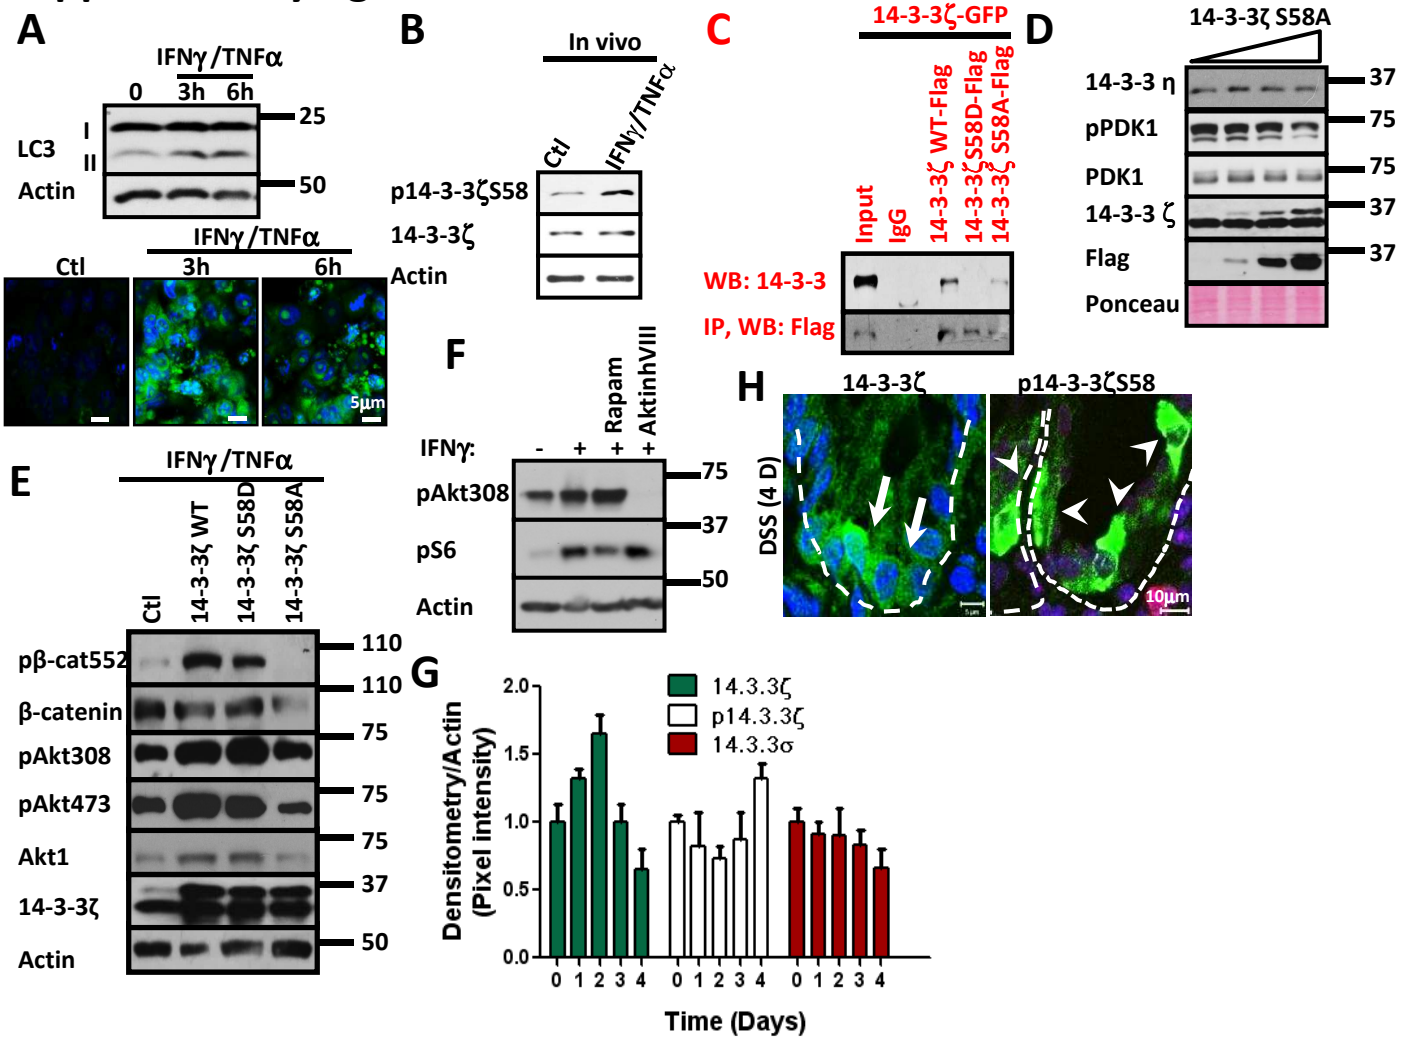 A
IFNγ/TNFα
0 3h 6h
LC3
I
II
25
Actin
50
IFNγ/TNFα
Ctl 3h 6h
5μm
B
In vivo
Ctl
IFNγ/TNFα
p14-3-3ζS58
14-3-3ζ
Actin
C
14-3-3ζ-GFP
Input
IgG
14-3-3ζ WT-Flag
14-3-3ζ S58D-Flag
14-3-3ζ S58A-Flag
WB: 14-3-3
IP, WB: Flag
D
14-3-3ζ S58A
14-3-3 η 37
pPDK1 75
PDK1 75
14-3-3 ζ 37
Flag 37
Ponceau
E
IFNγ/TNFα
Ctl
14-3-3ζ WT
14-3-3ζ S58D
14-3-3ζ S58A
pβ-cat552 110
β-catenin 110
pAkt308 75
pAkt473 75
Akt1 75
14-3-3ζ 37
Actin 50
F
Rapam
AktinhVIII
IFNγ: - + + +
pAkt308 75
pS6 37
Actin 50
G
Densitometry/Actin
(Pixel intensity)
2.0
1.5
1.0
0.5
0.0
14.3.3ζ
p14.3.3ζ
14.3.3σ
0 1 2 3 4 0 1 2 3 4 0 1 2 3 4
Time (Days)
H
14-3-3ζ p14-3-3ζS58
DSS (4 D)
5 μm
10μm